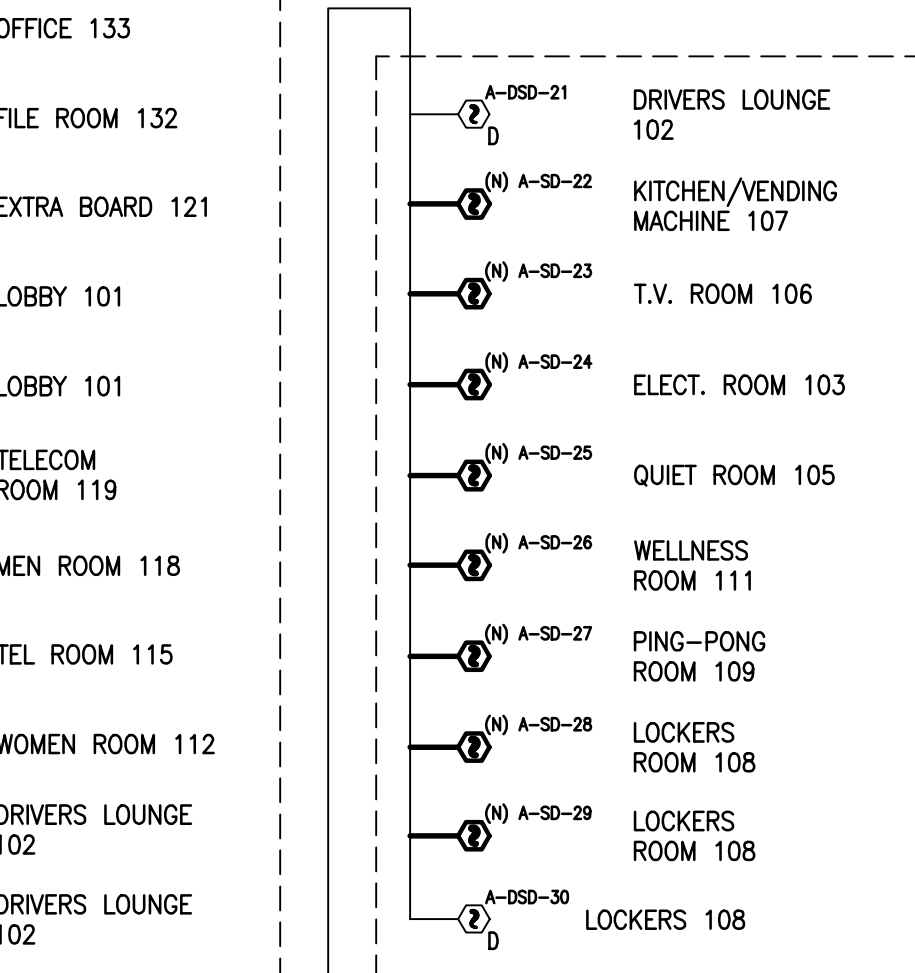 OFFICE 133
FILE ROOM 132
EXTRA BOARD 121
LOBBY 101
LOBBY 101
TELECOM
ROOM 119
MEN ROOM 118
TEL ROOM 115
WOMEN ROOM 112
DRIVERS LOUNGE
102
DRIVERS LOUNGE
102
A-DSD-21
D
DRIVERS LOUNGE
102
(N) A-SD-22
KITCHEN/VENDING
MACHINE 107
(N) A-SD-23
T.V. ROOM 106
(N) A-SD-24
ELECT. ROOM 103
(N) A-SD-25
QUIET ROOM 105
(N) A-SD-26
WELLNESS
ROOM 111
(N) A-SD-27
PING-PONG
ROOM 109
(N) A-SD-28
LOCKERS
ROOM 108
(N) A-SD-29
LOCKERS
ROOM 108
A-DSD-30
D
LOCKERS 108